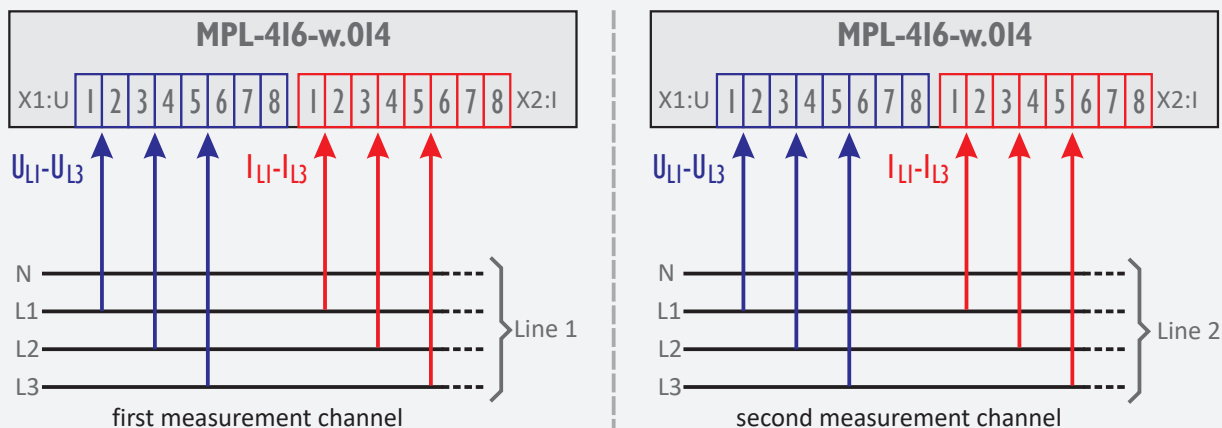 MPL-416-w.014
X1:U 1 2 3 4 5 6 7 8 1 2 3 4 5 6 7 8 X2:I
UL1-UL3 IL1-IL3
N
L1
Line 1
L2
L3
first measurement channel
MPL-416-w.014
X1:U 1 2 3 4 5 6 7 8 1 2 3 4 5 6 7 8 X2:I
UL1-UL3 IL1-IL3
N
L1
Line 2
L2
L3
second measurement channel